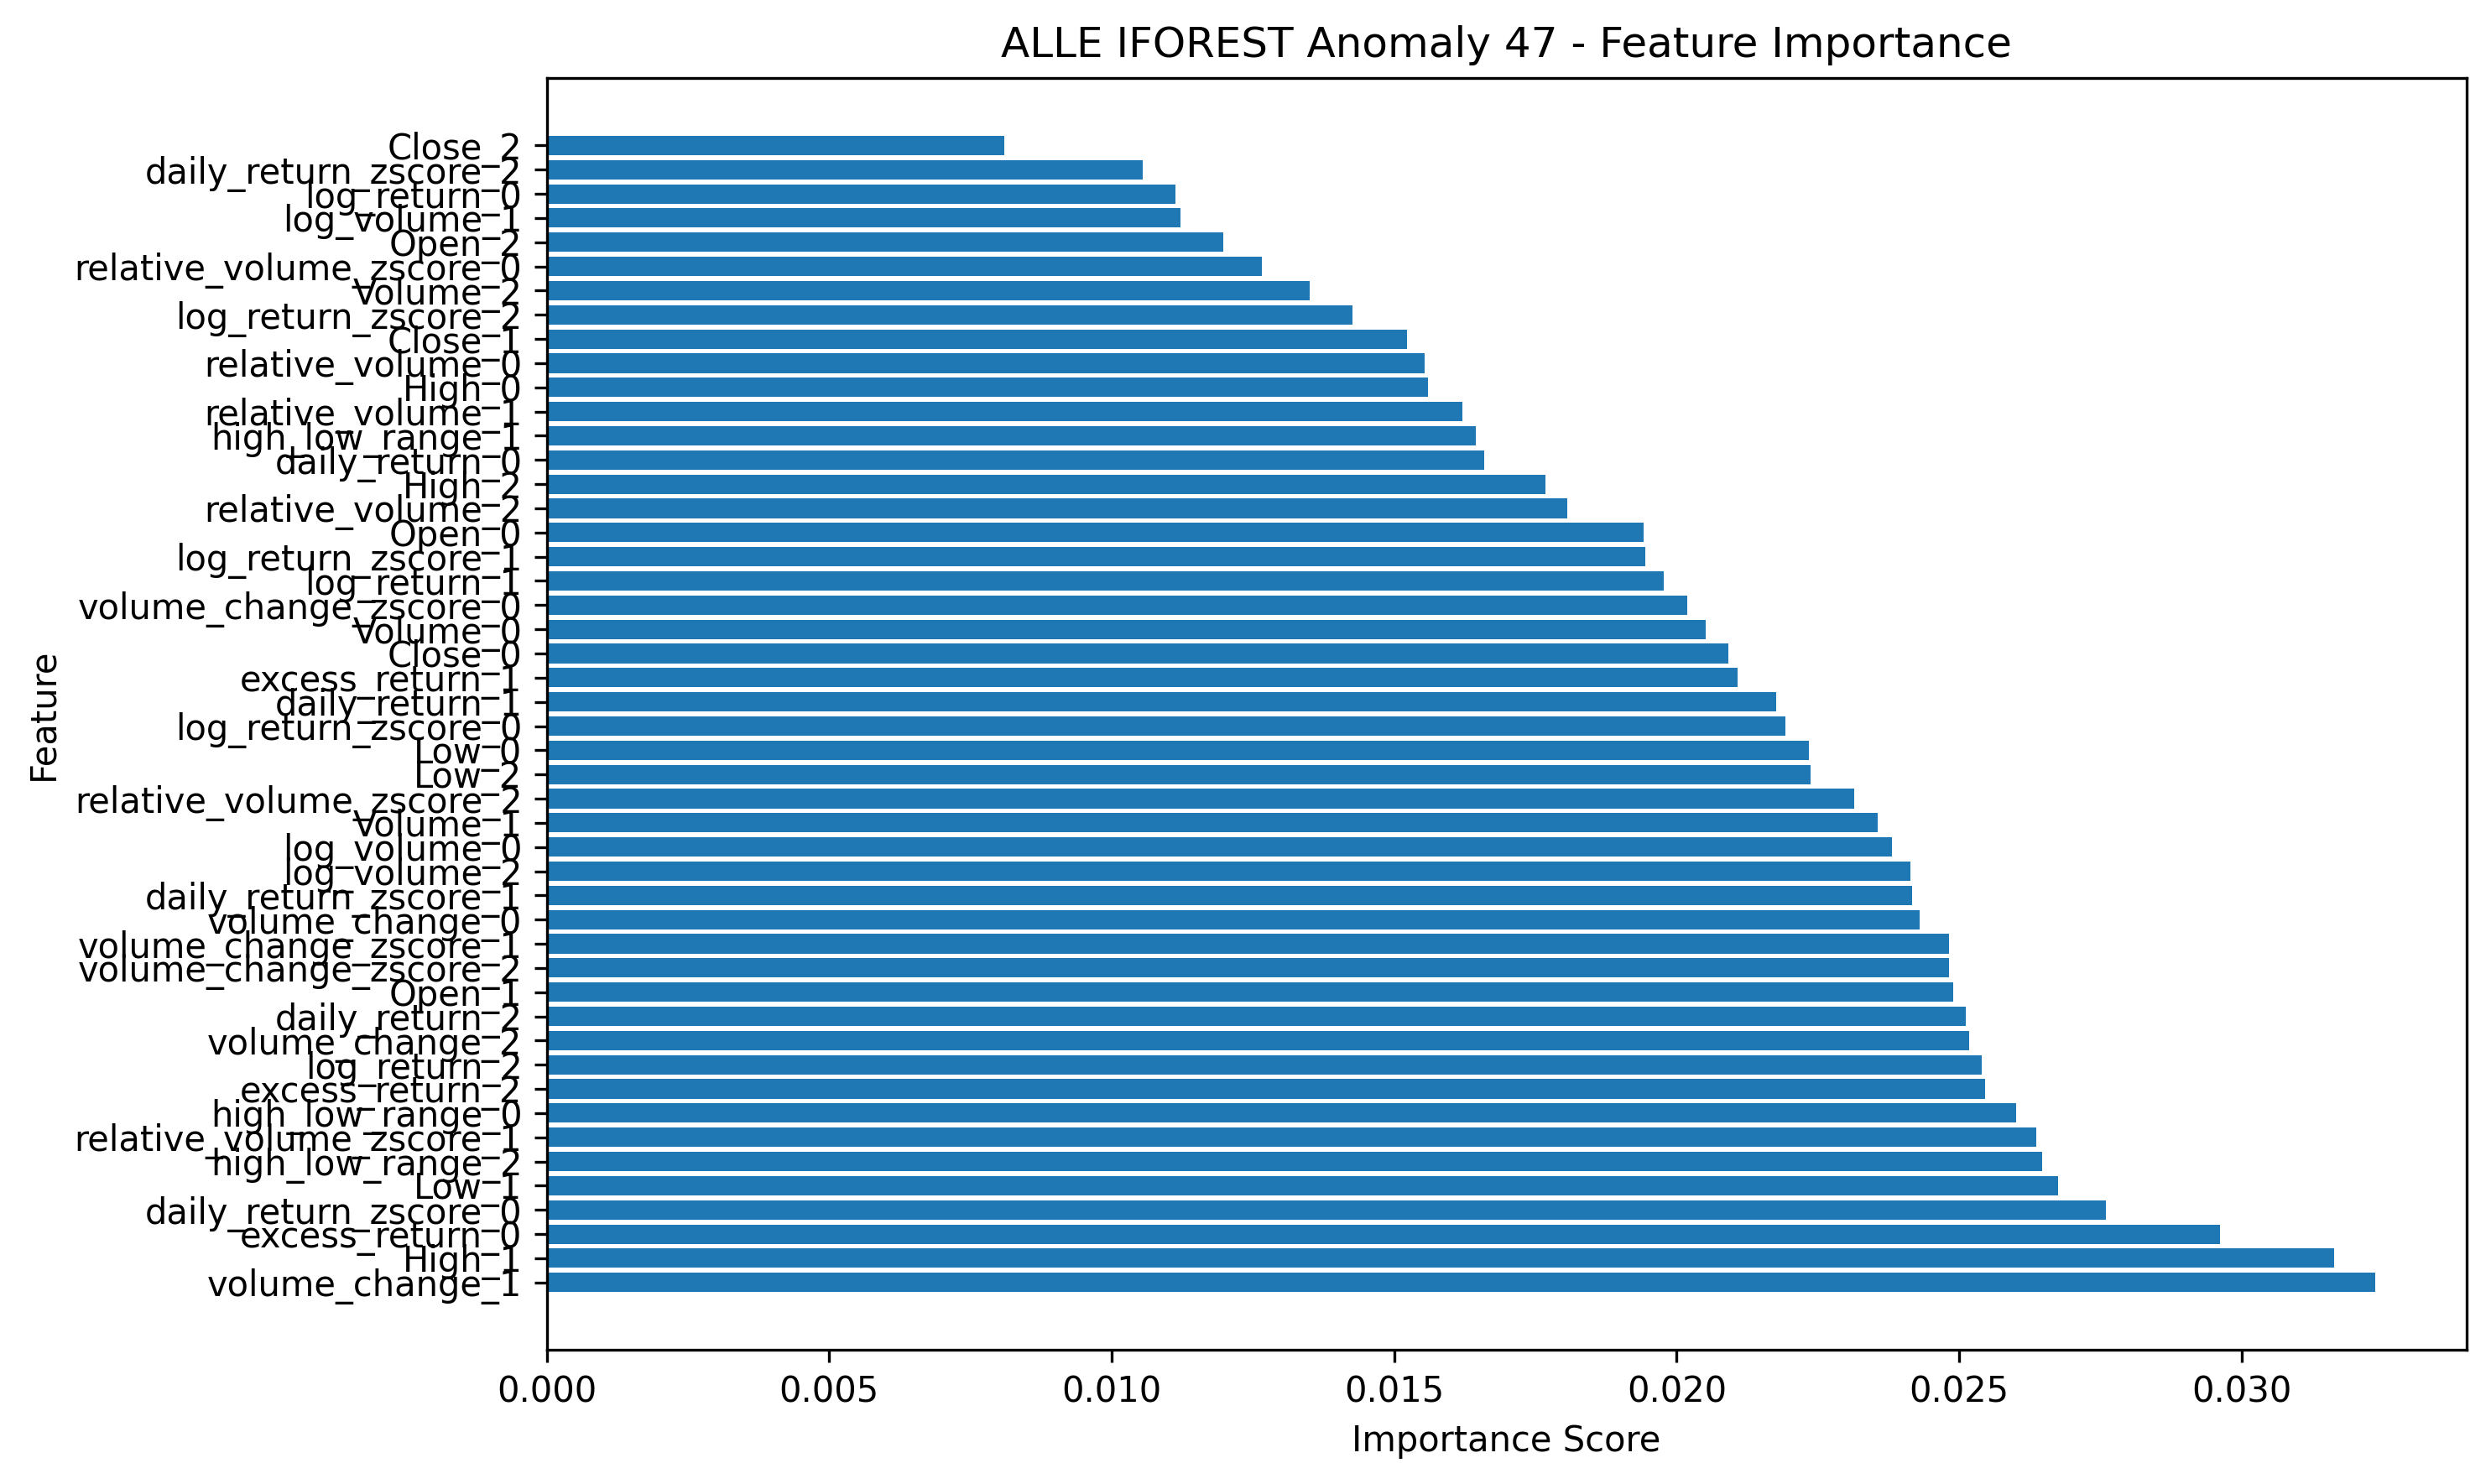 ALLE IFOREST Anomaly 47 - Feature Importance
Close_2
daily_return_zscore_2
log_return_0
log_volume_1
Open_2
relative_volume_zscore_0
Volume_2
log_return_zscore_2
Close_1
relative_volume_0
High_0
relative_volume_1
high_low_range_1
daily_return_0
High_2
relative_volume_2
Open_0
log_return_zscore_1
log_return_1
volume_change_zscore_0
Volume_0
Close_0
excess_return_1
daily_return_1
log_return_zscore_0
Low_0
Low_2
relative_volume_zscore_2
Volume_1
log_volume_0
log_volume_2
daily_return_zscore_1
volume_change_0
volume_change_zscore_1
volume_change_zscore_2
Open_1
daily_return_2
volume_change_2
log_return_2
excess_return_2
high_low_range_0
relative_volume_zscore_1
high_low_range_2
Low_1
daily_return_zscore_0
excess_return_0
High_1
volume_change_1
Feature
0.000 0.005 0.010 0.015 0.020 0.025 0.030
Importance Score